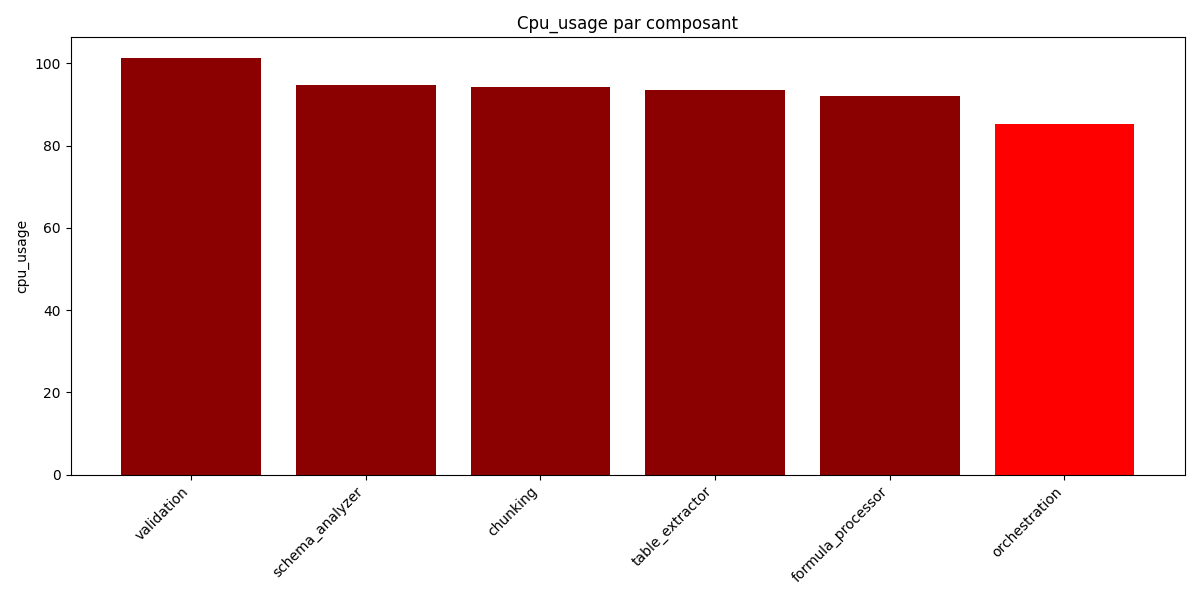 Cpu_usage par composant
cpu_usage
100
80
60
40
20
0
validation
schema_analyzer
chunking
table_extractor
formula_processor
orchestration